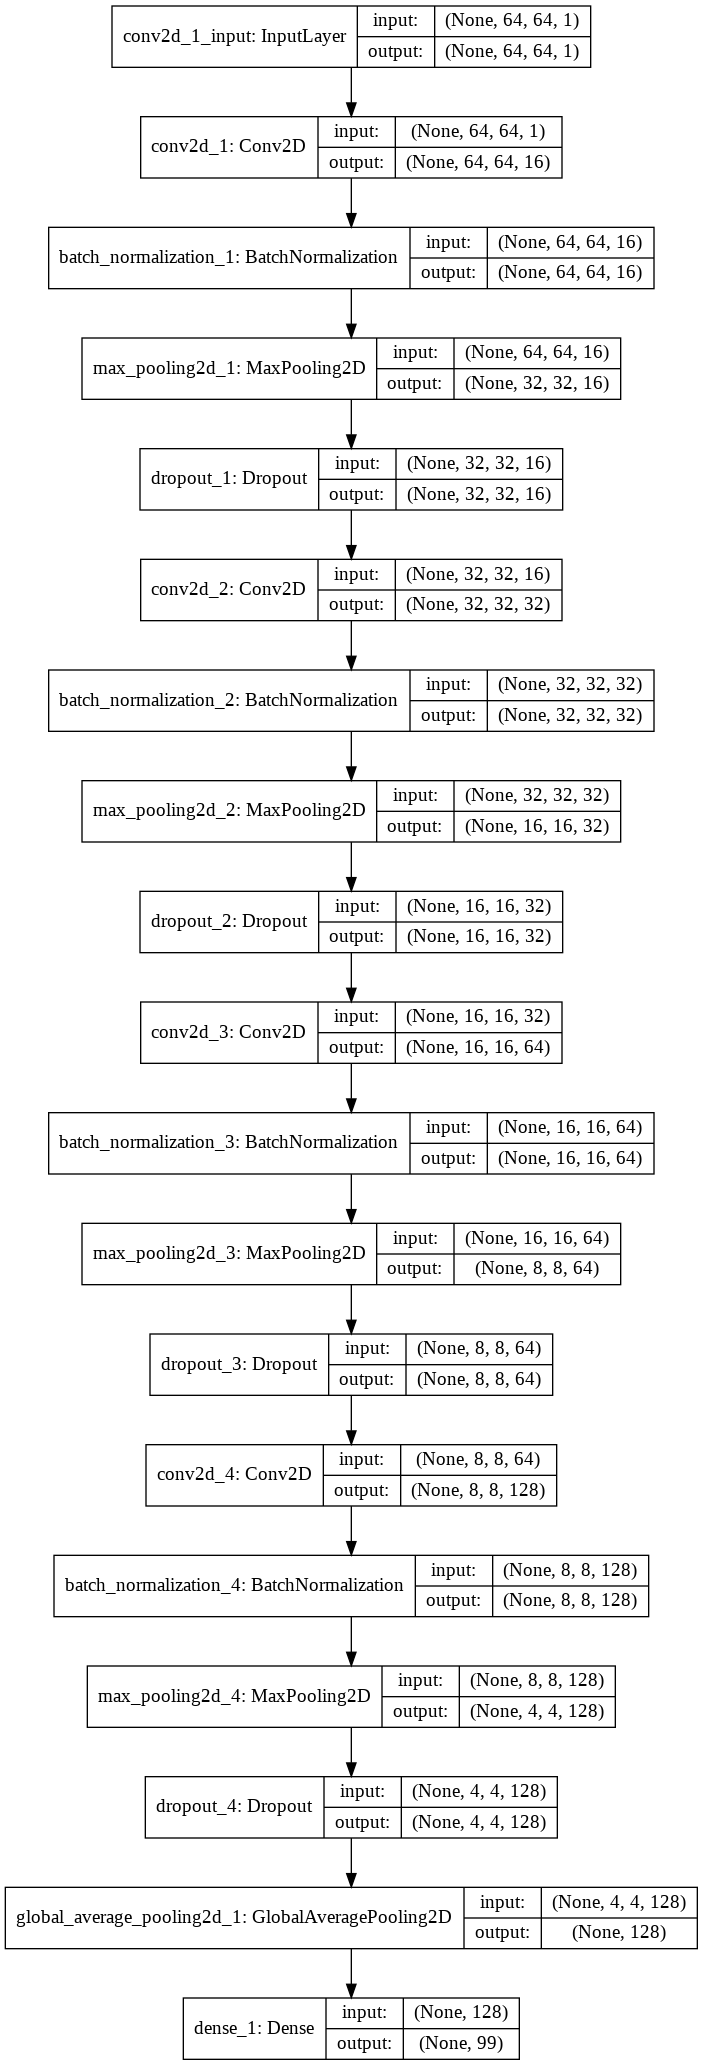 conv2d_1_input: InputLayer
input: (None, 64, 64, 1)
output: (None, 64, 64, 1)
conv2d_1: Conv2D
input: (None, 64, 64, 1)
output: (None, 64, 64, 16)
batch_normalization_1: BatchNormalization
input: (None, 64, 64, 16)
output: (None, 64, 64, 16)
max_pooling2d_1: MaxPooling2D
input: (None, 64, 64, 16)
output: (None, 32, 32, 16)
dropout_1: Dropout
input: (None, 32, 32, 16)
output: (None, 32, 32, 16)
conv2d_2: Conv2D
input: (None, 32, 32, 16)
output: (None, 32, 32, 32)
batch_normalization_2: BatchNormalization
input: (None, 32, 32, 32)
output: (None, 32, 32, 32)
max_pooling2d_2: MaxPooling2D
input: (None, 32, 32, 32)
output: (None, 16, 16, 32)
dropout_2: Dropout
input: (None, 16, 16, 32)
output: (None, 16, 16, 32)
conv2d_3: Conv2D
input: (None, 16, 16, 32)
output: (None, 16, 16, 64)
batch_normalization_3: BatchNormalization
input: (None, 16, 16, 64)
output: (None, 16, 16, 64)
max_pooling2d_3: MaxPooling2D
input: (None, 16, 16, 64)
output: (None, 8, 8, 64)
dropout_3: Dropout
input: (None, 8, 8, 64)
output: (None, 8, 8, 64)
conv2d_4: Conv2D
input: (None, 8, 8, 64)
output: (None, 8, 8, 128)
batch_normalization_4: BatchNormalization
input: (None, 8, 8, 128)
output: (None, 8, 8, 128)
max_pooling2d_4: MaxPooling2D
input: (None, 8, 8, 128)
output: (None, 4, 4, 128)
dropout_4: Dropout
input: (None, 4, 4, 128)
output: (None, 4, 4, 128)
global_average_pooling2d_1: GlobalAveragePooling2D
input: (None, 4, 4, 128)
output: (None, 128)
dense_1: Dense
input: (None, 128)
output: (None, 99)